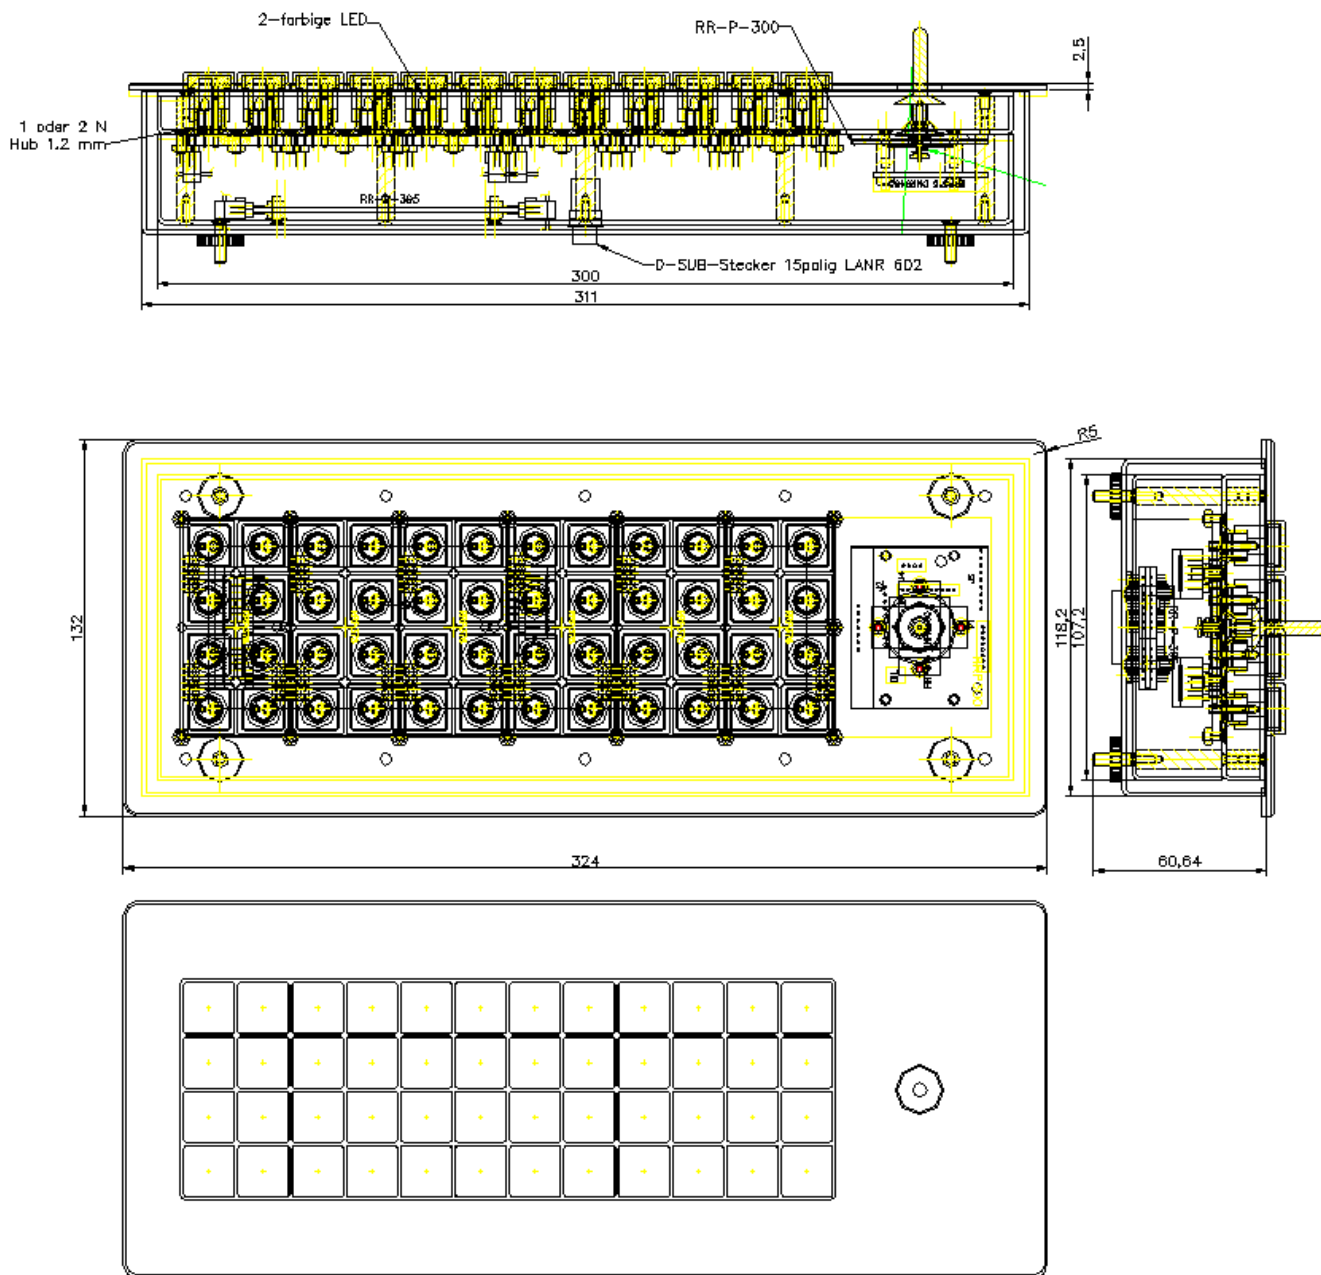 2-farbige LED
RR-P-300
2,5
1 oder 2 N
Hub 1.2 mm
RR-P-365
D-SUB-Stecker 15polig LANR 6D2
300
311
R5
132
118,2
107,2
324
60,64